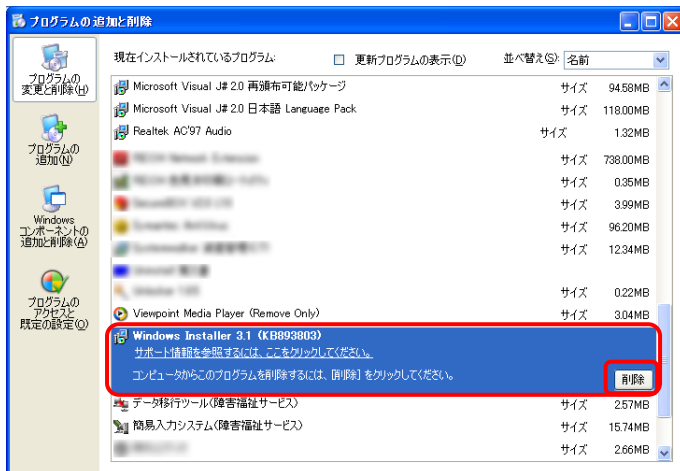 プログラムの追加と削除
プログラムの
変更と削除(H)
プログラムの
追加(N)
Windows
コンポーネントの
追加と削除(A)
プログラムの
アクセスと
既定の設定(O)
現在インストールされているプログラム:
更新プログラムの表示(D)
並べ替え(S):
名前
Microsoft Visual J# 2.0 再頒布可能パッケージ
サイズ 94.58MB
Microsoft Visual J# 2.0 日本語 Language Pack
サイズ 118.00MB
Realtek AC'97 Audio
サイズ 1.32MB
サイズ 738.00MB
サイズ 0.35MB
サイズ 3.99MB
サイズ 96.20MB
サイズ 12.34MB
サイズ 0.22MB
Viewpoint Media Player (Remove Only)
サイズ 3.04MB
Windows Installer 3.1 (KB893803)
サポート情報を参照するには、ここをクリックしてください。
コンピュータからこのプログラムを削除するには、[削除] をクリックしてください。
削除
データ移行ツール(障害福祉サービス)
サイズ 2.57MB
簡易入力システム(障害福祉サービス)
サイズ 15.74MB
サイズ 2.66MB